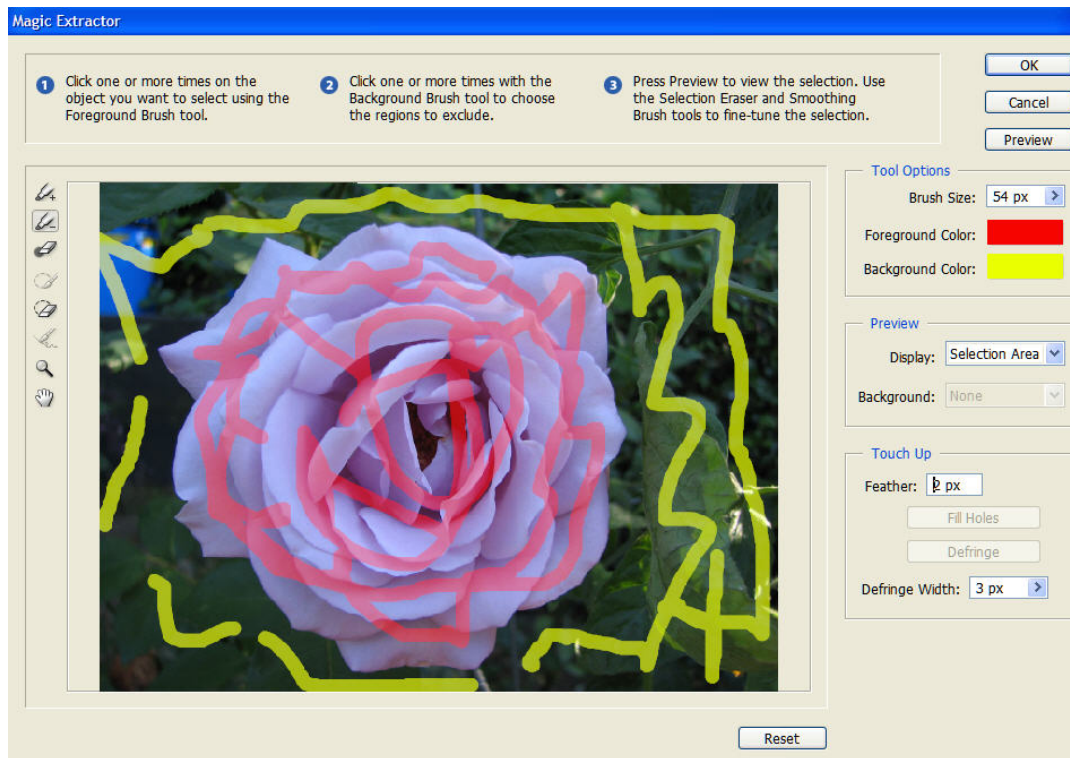 Magic Extractor
1 Click one or more times on the
object you want to select using the
Foreground Brush tool.
2 Click one or more times with the
Background Brush tool to choose
the regions to exclude.
3 Press Preview to view the selection. Use
the Selection Eraser and Smoothing
Brush tools to fine-tune the selection.
OK
Cancel
Preview
Tool Options
Brush Size: 54 px
Foreground Color:
Background Color:
Preview
Display: Selection Area
Background: None
Touch Up
Feather: 2 px
Fill Holes
Defringe
Defringe Width: 3 px
Reset